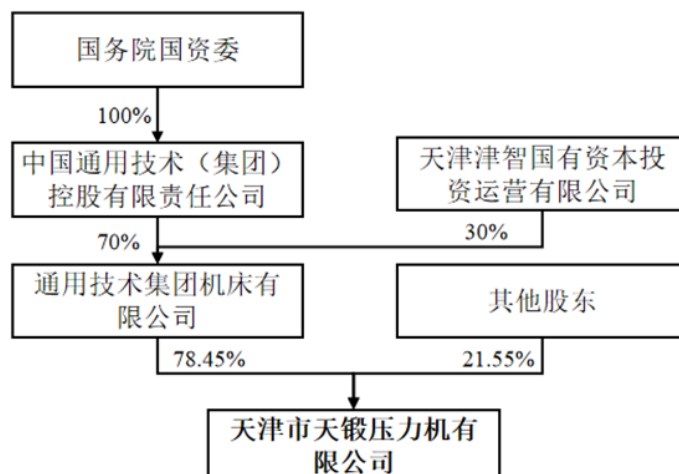 国务院国资委
100%
中国通用技术（集团）
控股有限责任公司
天津津智国有资本投
资运营有限公司
70%
30%
通用技术集团机床有
限公司
其他股东
78.45%
21.55%
天津市天锻压力机有
限公司